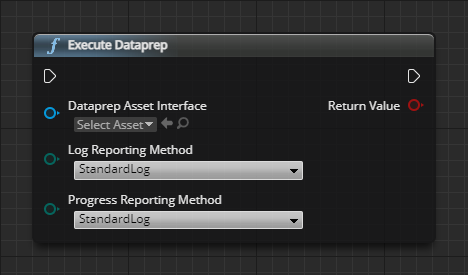 Execute Dataprep
Dataprep Asset Interface
Return Value
Select Asset
Log Reporting Method
StandardLog
Progress Reporting Method
StandardLog